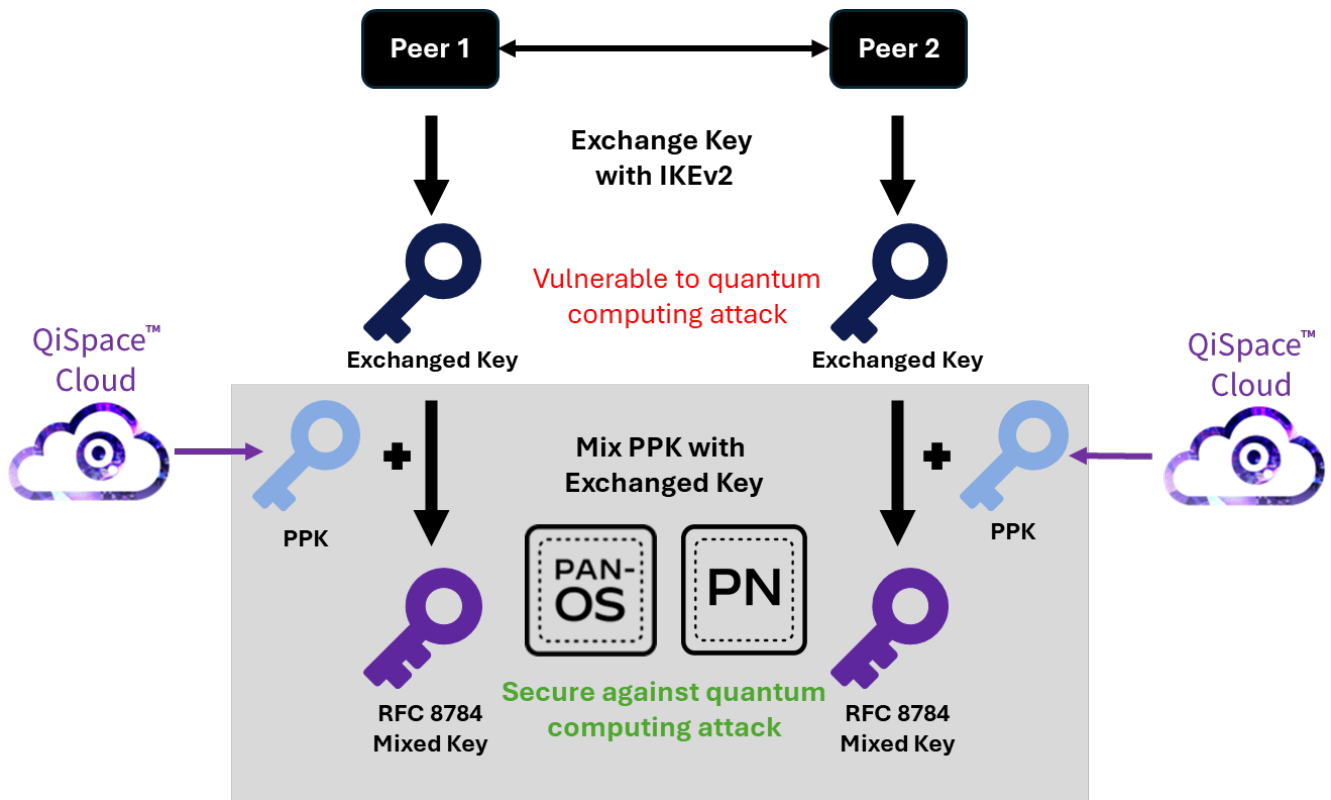 Peer 1
Peer 2
Exchange Key
with IKEv2
Vulnerable to quantum
computing attack
Exchanged Key
Exchanged Key
QiSpace™
Cloud
QiSpace™
Cloud
PPK
Mix PPK with
Exchanged Key
PPK
PAN-
OS
PN
Secure against quantum
computing attack
RFC 8784
Mixed Key
RFC 8784
Mixed Key